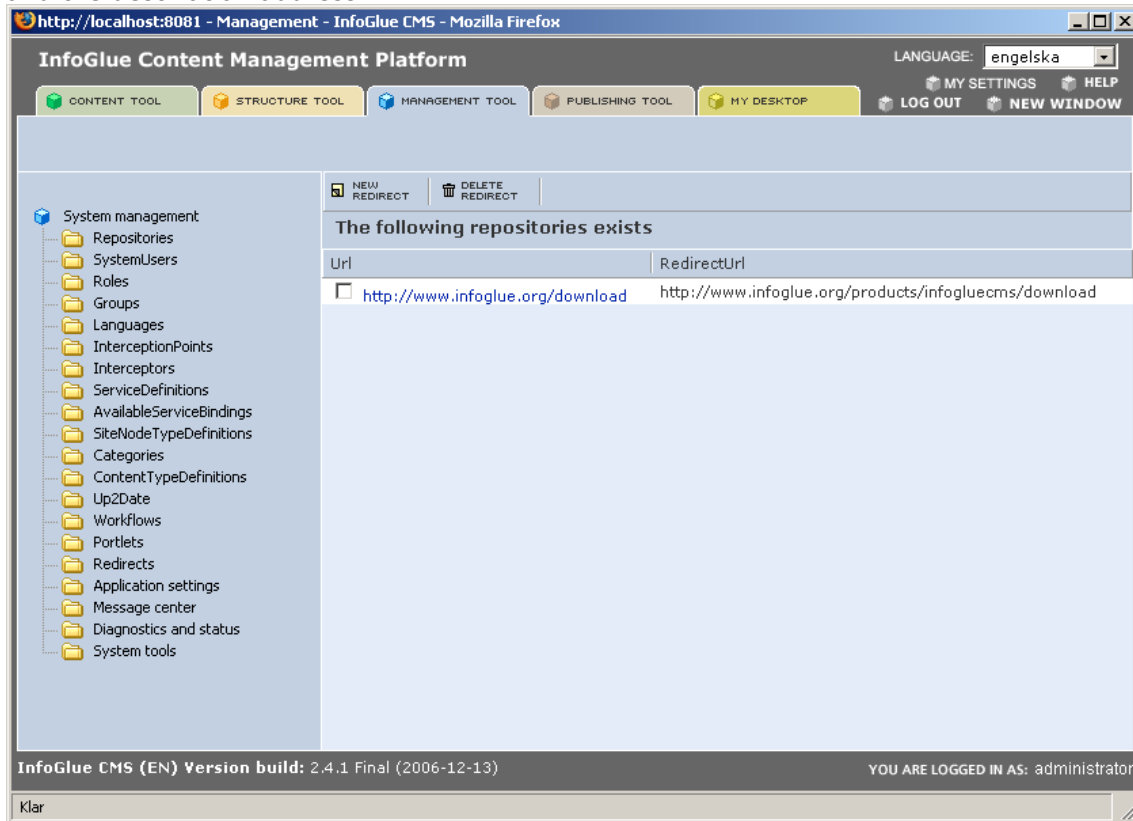 http://localhost:8081 - Management - InfoGlue CMS - Mozilla Firefox
InfoGlue Content Management Platform
LANGUAGE: engelska
MY SETTINGS HELP
LOG OUT NEW WINDOW
CONTENT TOOL STRUCTURE TOOL MANAGEMENT TOOL PUBLISHING TOOL MY DESKTOP
NEW REDIRECT DELETE REDIRECT
System management
Repositories
SystemUsers
Roles
Groups
Languages
InterceptionPoints
Interceptors
ServiceDefinitions
AvailableServiceBindings
SiteNodeTypeDefinitions
Categories
ContentTypeDefinitions
Up2Date
Workflows
Portlets
Redirects
Application settings
Message center
Diagnostics and status
System tools
The following repositories exists
Url RedirectUrl
http://www.infoglue.org/download http://www.infoglue.org/products/infogluecms/download
InfoGlue CMS (EN) Version build: 2.4.1 Final (2006-12-13)
YOU ARE LOGGED IN AS: administrator
Klar